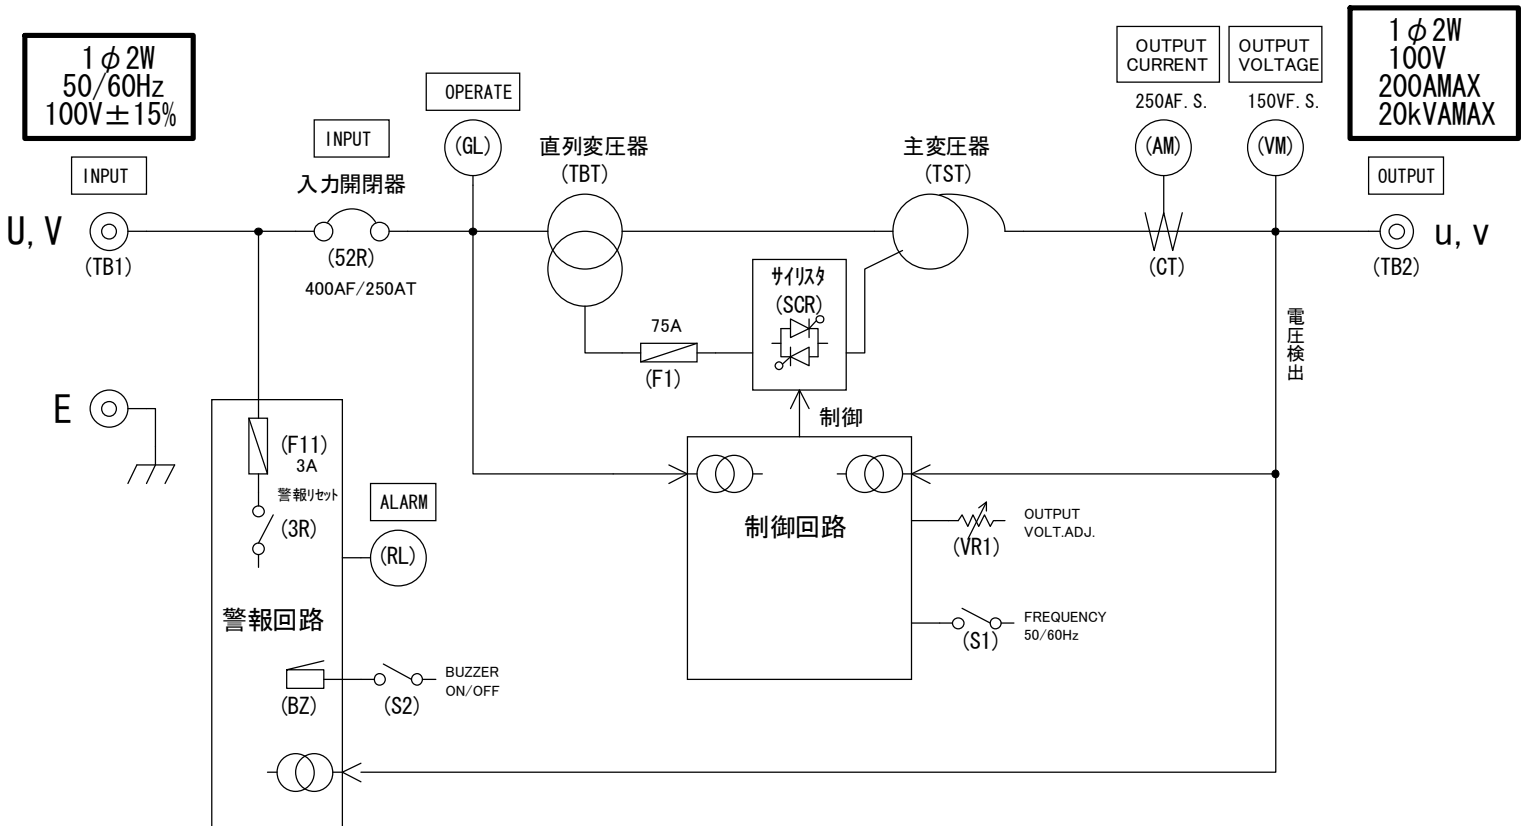 1φ2W
50/60Hz
100V±15%
INPUT
U, V
(TB1)
E
INPUT
入力開閉器
(52R)
400AF/250AT
OPERATE
(GL)
直列変圧器
(TBT)
主変圧器
(TST)
OUTPUT
CURRENT
250AF.S.
(AM)
OUTPUT
VOLTAGE
150VF.S.
(VM)
1φ2W
100V
200AMAX
20kVAMAX
OUTPUT
u, v
(TB2)
(CT)
電圧検出
サイリスタ
(SCR)
75A
(F1)
制御
制御回路
(VR1)
OUTPUT
VOLT.ADJ.
(S1)
FREQUENCY
50/60Hz
(F11)
3A
警報リセット
(3R)
ALARM
(RL)
警報回路
(BZ)
(S2)
BUZZER
ON/OFF